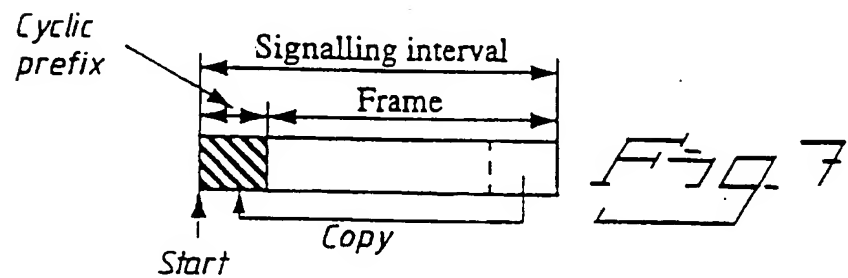 Cyclic
prefix
Signalling interval
Frame
Copy
Start
Fig. 7